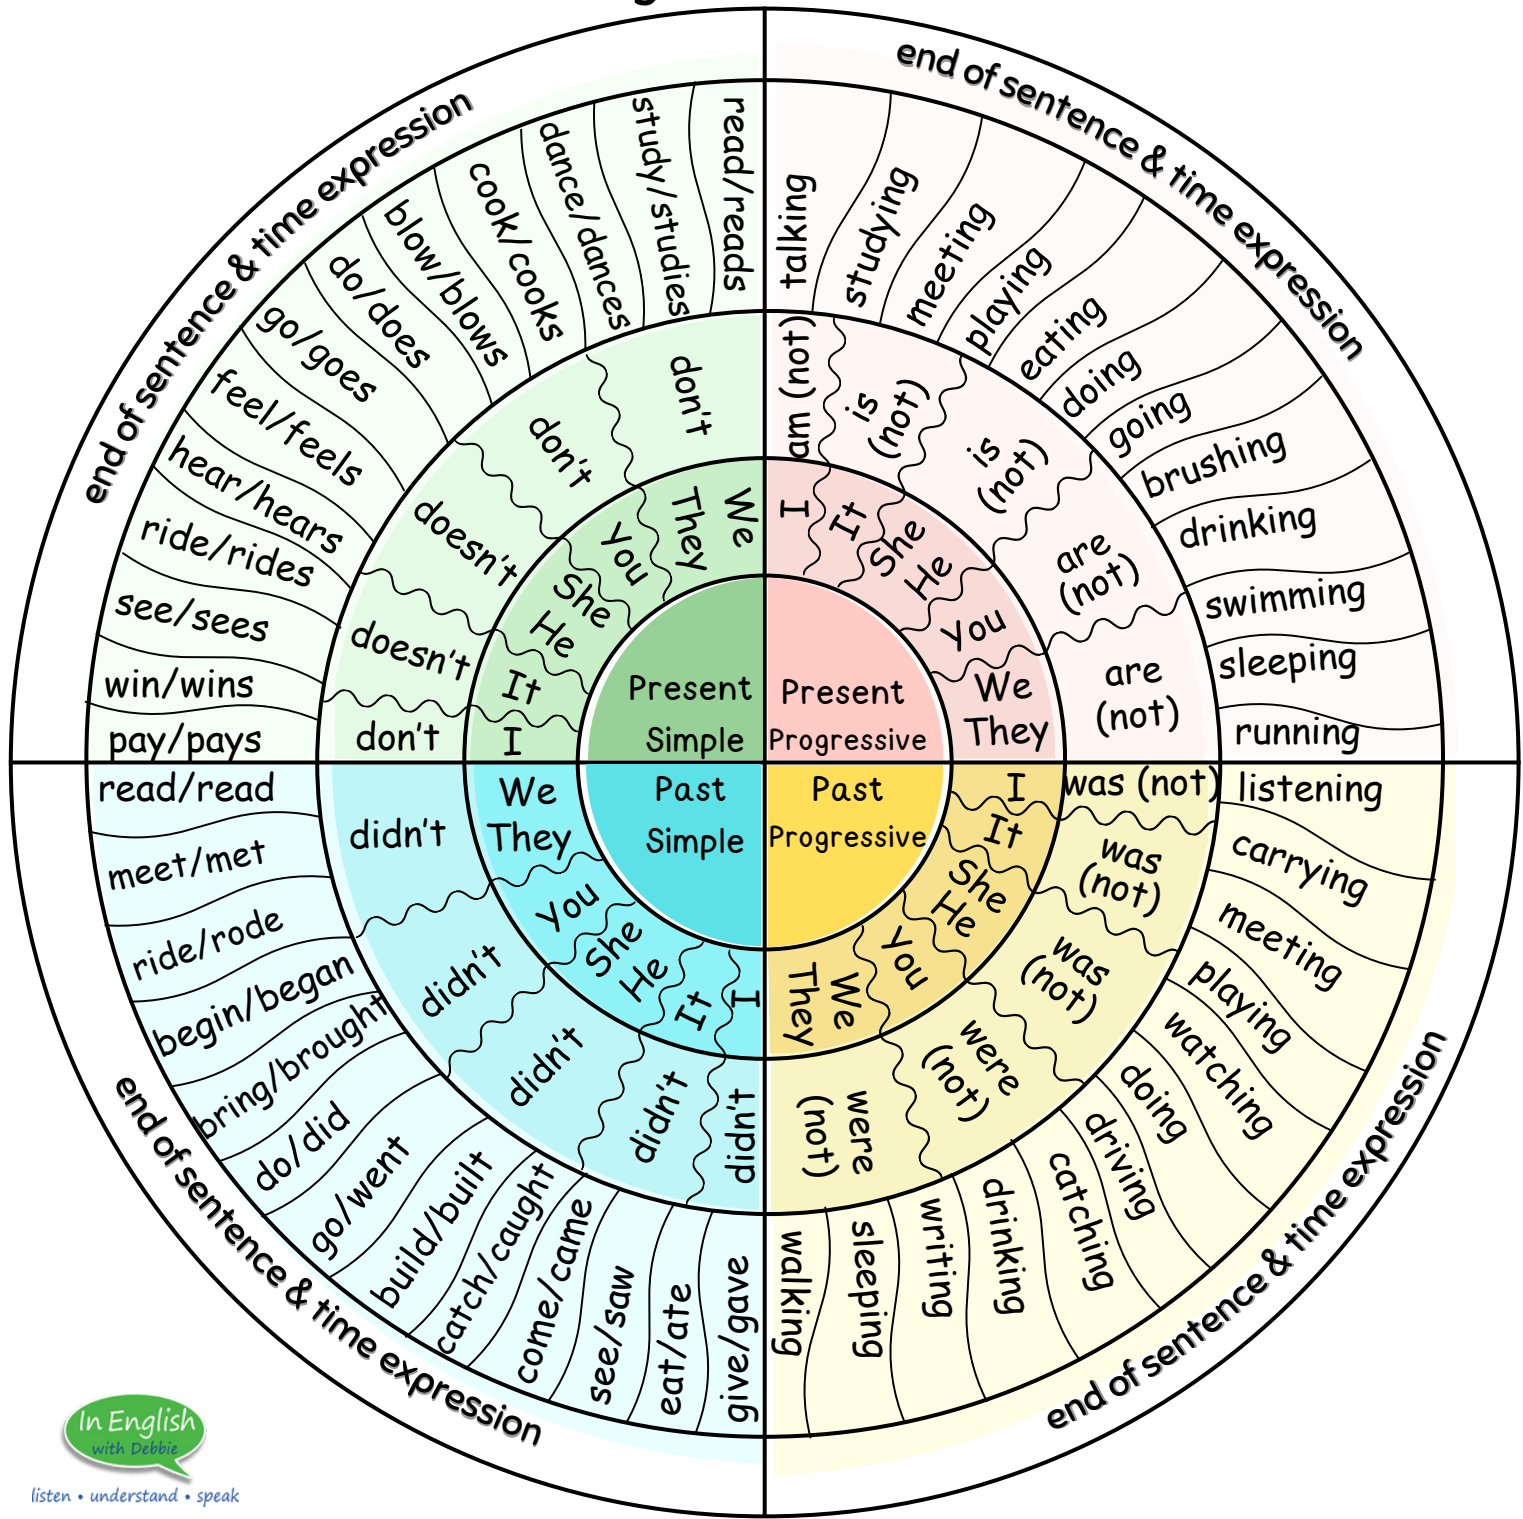 end of sentence & time expression
read/reads
study/studies
dance/dances
cook/cooks
blow/blows
do/does
go/goes
feel/feels
hear/hears
ride/rides
see/sees
win/wins
pay/pays
don't
don't
doesn't
doesn't
don't
We
They
You
She
He
It
I
Present
Simple
end of sentence & time expression
talking
studying
meeting
playing
eating
doing
going
brushing
drinking
swimming
sleeping
running
am (not)
is
(not)
is
(not)
are
(not)
are
(not)
I
It
She
He
You
We
They
Present
Progressive
Past
Simple
We
They
You
She
He
It
I
didn't
didn't
didn't
didn't
didn't
read/read
meet/met
ride/rode
begin/began
bring/brought
do/did
go/went
build/built
catch/caught
come/came
see/saw
eat/ate
give/gave
end of sentence & time expression
Past
Progressive
I
It
She
He
You
We
They
was (not)
was
(not)
was
(not)
were
(not)
were
(not)
listening
carrying
meeting
playing
watching
doing
driving
catching
drinking
writing
sleeping
walking
end of sentence & time expression
In English
with Debbie
listen • understand • speak